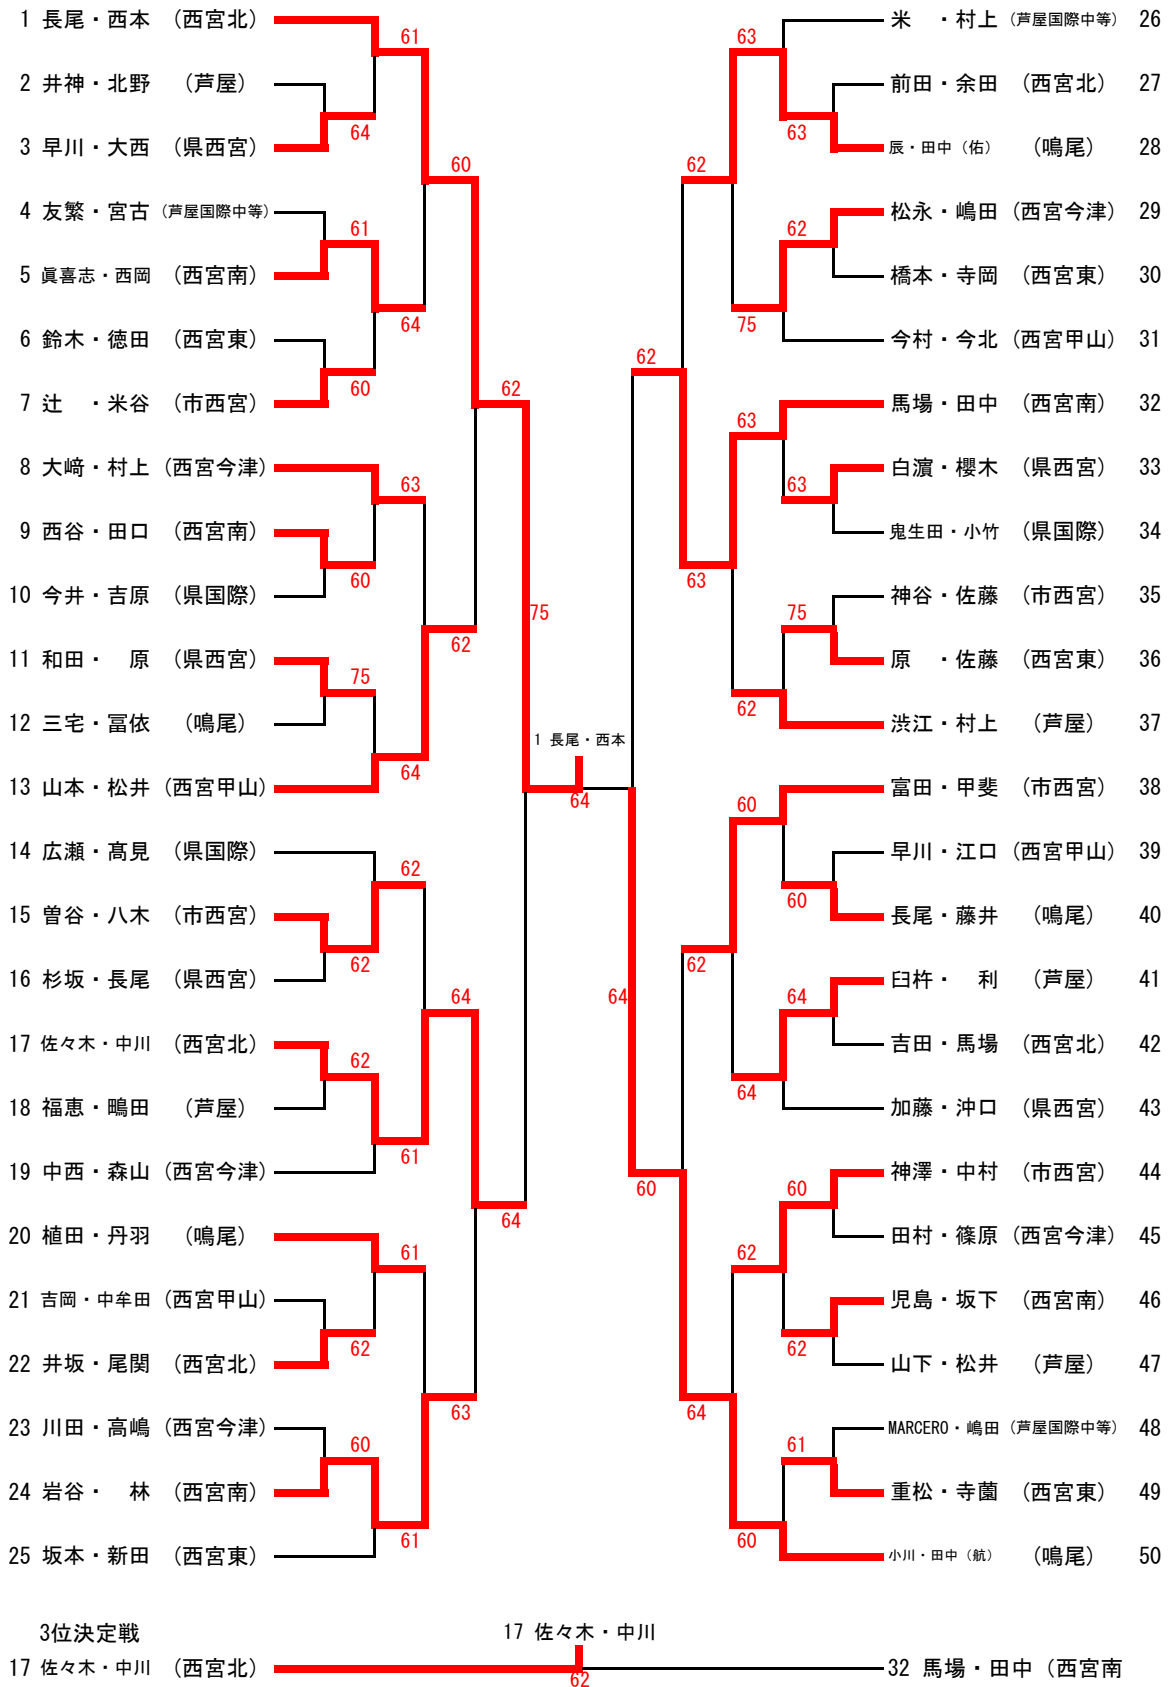 1 長尾・西本 (西宮北)
2 井神・北野 (芦屋)
3 早川・大西 (県西宮)
4 友繁・宮古 (芦屋国際中等)
5 眞喜志・西岡 (西宮南)
6 鈴木・徳田 (西宮東)
7 辻 ・米谷 (市西宮)
8 大﨑・村上 (西宮今津)
9 西谷・田口 (西宮南)
10 今井・吉原 (県国際)
11 和田・ 原 (県西宮)
12 三宅・冨依 (鳴尾)
13 山本・松井 (西宮甲山)
14 広瀬・髙見 (県国際)
15 曽谷・八木 (市西宮)
16 杉坂・長尾 (県西宮)
17 佐々木・中川 (西宮北)
18 福恵・鴫田 (芦屋)
19 中西・森山 (西宮今津)
20 植田・丹羽 (鳴尾)
21 吉岡・中牟田 (西宮甲山)
22 井坂・尾関 (西宮北)
23 川田・高嶋 (西宮今津)
24 岩谷・ 林 (西宮南)
25 坂本・新田 (西宮東)
61
64
61
60
63
60
75
64
62
62
62
61
61
62
60
61
60
64
62
64
63
62
64
75
1 長尾・西本
64
64
62
60
62
63
62
64
63
75
63
62
60
64
62
60
63
62
63
75
60
64
60
62
61
米 ・村上 (芦屋国際中等) 26
前田・余田 (西宮北) 27
辰・田中(佑) (鳴尾) 28
松永・嶋田 (西宮今津) 29
橋本・寺岡 (西宮東) 30
今村・今北 (西宮甲山) 31
馬場・田中 (西宮南) 32
白濵・櫻木 (県西宮) 33
鬼生田・小竹 (県国際) 34
神谷・佐藤 (市西宮) 35
原 ・佐藤 (西宮東) 36
渋江・村上 (芦屋) 37
富田・甲斐 (市西宮) 38
早川・江口 (西宮甲山) 39
長尾・藤井 (鳴尾) 40
臼杵・ 利 (芦屋) 41
吉田・馬場 (西宮北) 42
加藤・沖口 (県西宮) 43
神澤・中村 (市西宮) 44
田村・篠原 (西宮今津) 45
児島・坂下 (西宮南) 46
山下・松井 (芦屋) 47
MARCERO・嶋田 (芦屋国際中等) 48
重松・寺薗 (西宮東) 49
小川・田中(航) (鳴尾) 50
3位決定戦
17 佐々木・中川
17 佐々木・中川 (西宮北)
62
32 馬場・田中 (西宮南